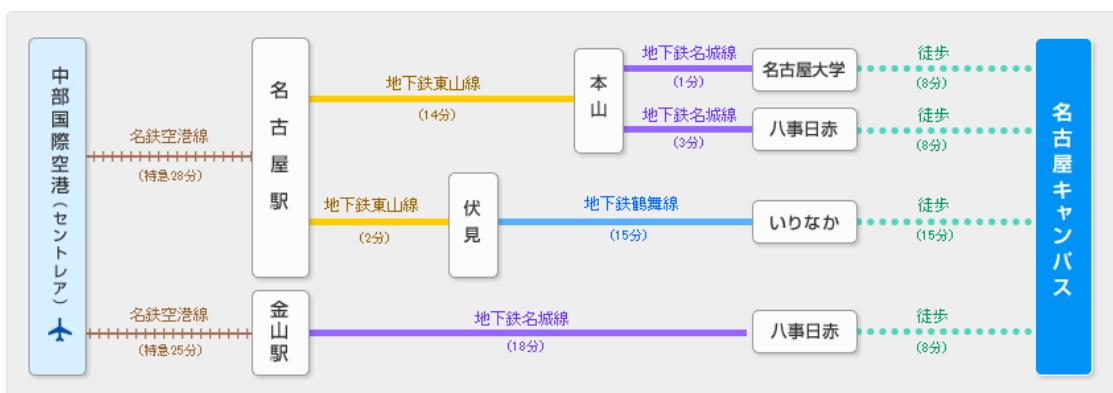 中部国際空港(セントレア)
名鉄空港線
(特急28分)
名古屋駅
地下鉄東山線
(14分)
本山
地下鉄名城線
(1分)
名古屋大学
徒歩
(8分)
地下鉄名城線
(3分)
八事日赤
徒歩
(8分)
地下鉄東山線
(2分)
伏見
地下鉄鶴舞線
(15分)
いりなか
徒歩
(15分)
名鉄空港線
(特急25分)
金山駅
地下鉄名城線
(18分)
八事日赤
徒歩
(8分)
名古屋キャンパス